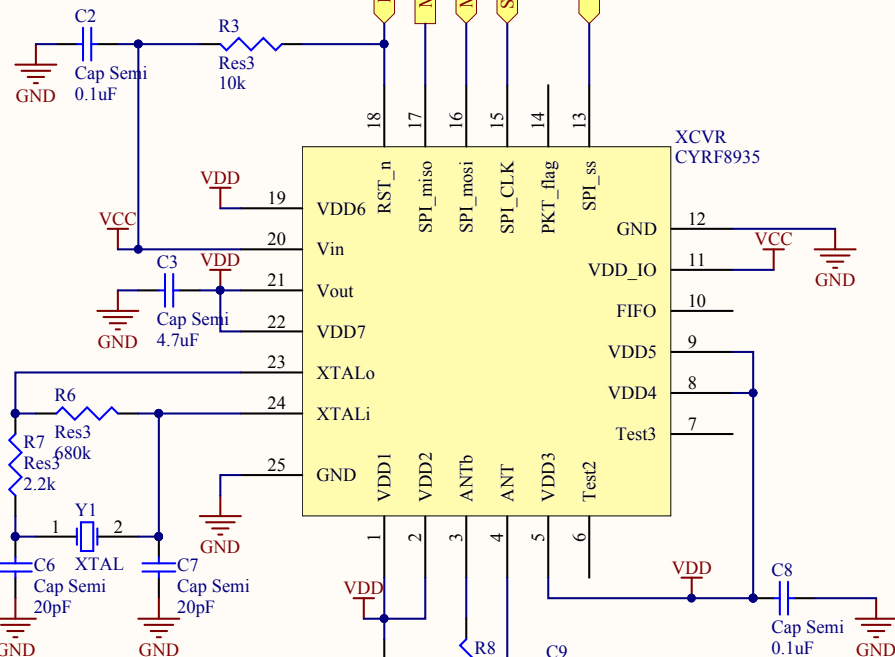 C2
Cap Semi
0.1uF
GND
R3
Res3
10k
18
17
16
15
14
13
RST_n
SPI_miso
SPI_mosi
SPI_CLK
PKT_flag
SPI_ss
XCVR
CYRF8935
VDD
19
VDD6
VCC
20
Vin
C3
Cap Semi
4.7uF
GND
VDD
21
Vout
22
VDD7
23
XTALo
24
XTALi
25
GND
GND
GND
12
GND
VDD_IO
11
VCC
FIFO
10
VDD5
9
VDD4
8
Test3
7
R6
Res3
680k
R7
Res3
2.2k
Y1
1
2
XTAL
C6
Cap Semi
20pF
GND
C7
Cap Semi
20pF
GND
VDD1
VDD2
ANTb
ANT
VDD3
Test2
1
2
3
4
5
6
VDD
R8
C9
VDD
C8
Cap Semi
0.1uF
GND